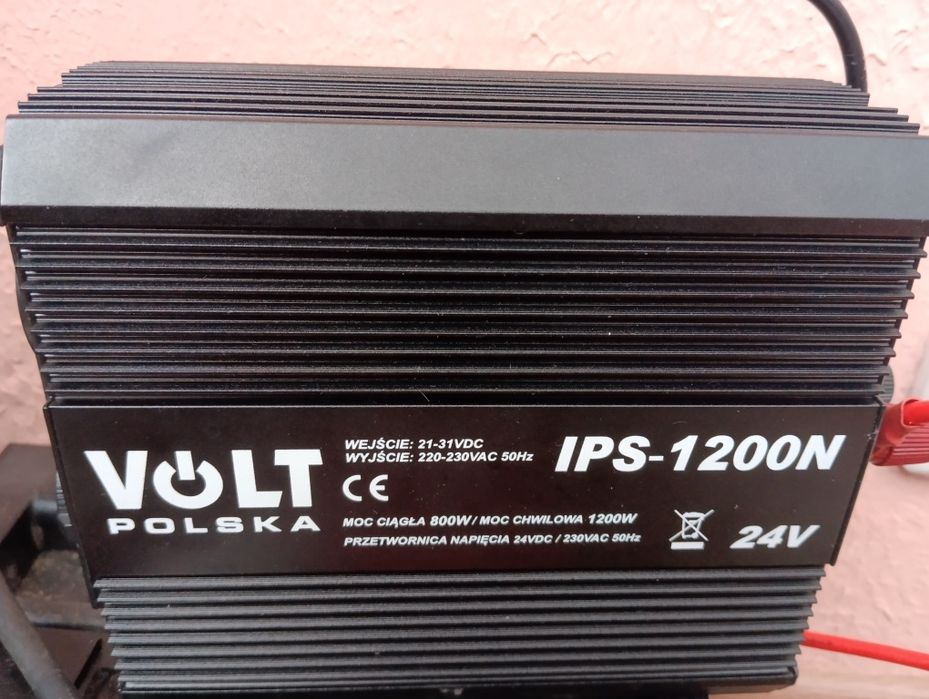 VOLT
POLSKA
WEJŚCIE: 21-31VDC
WYJŚCIE: 220-230VAC 50Hz
CE
MOC CIĄGŁA 800W / MOC CHWILOWA 1200W
PRZETWORNICA NAPIĘCIA 24VDC / 230VAC 50Hz
IPS-1200N
24V